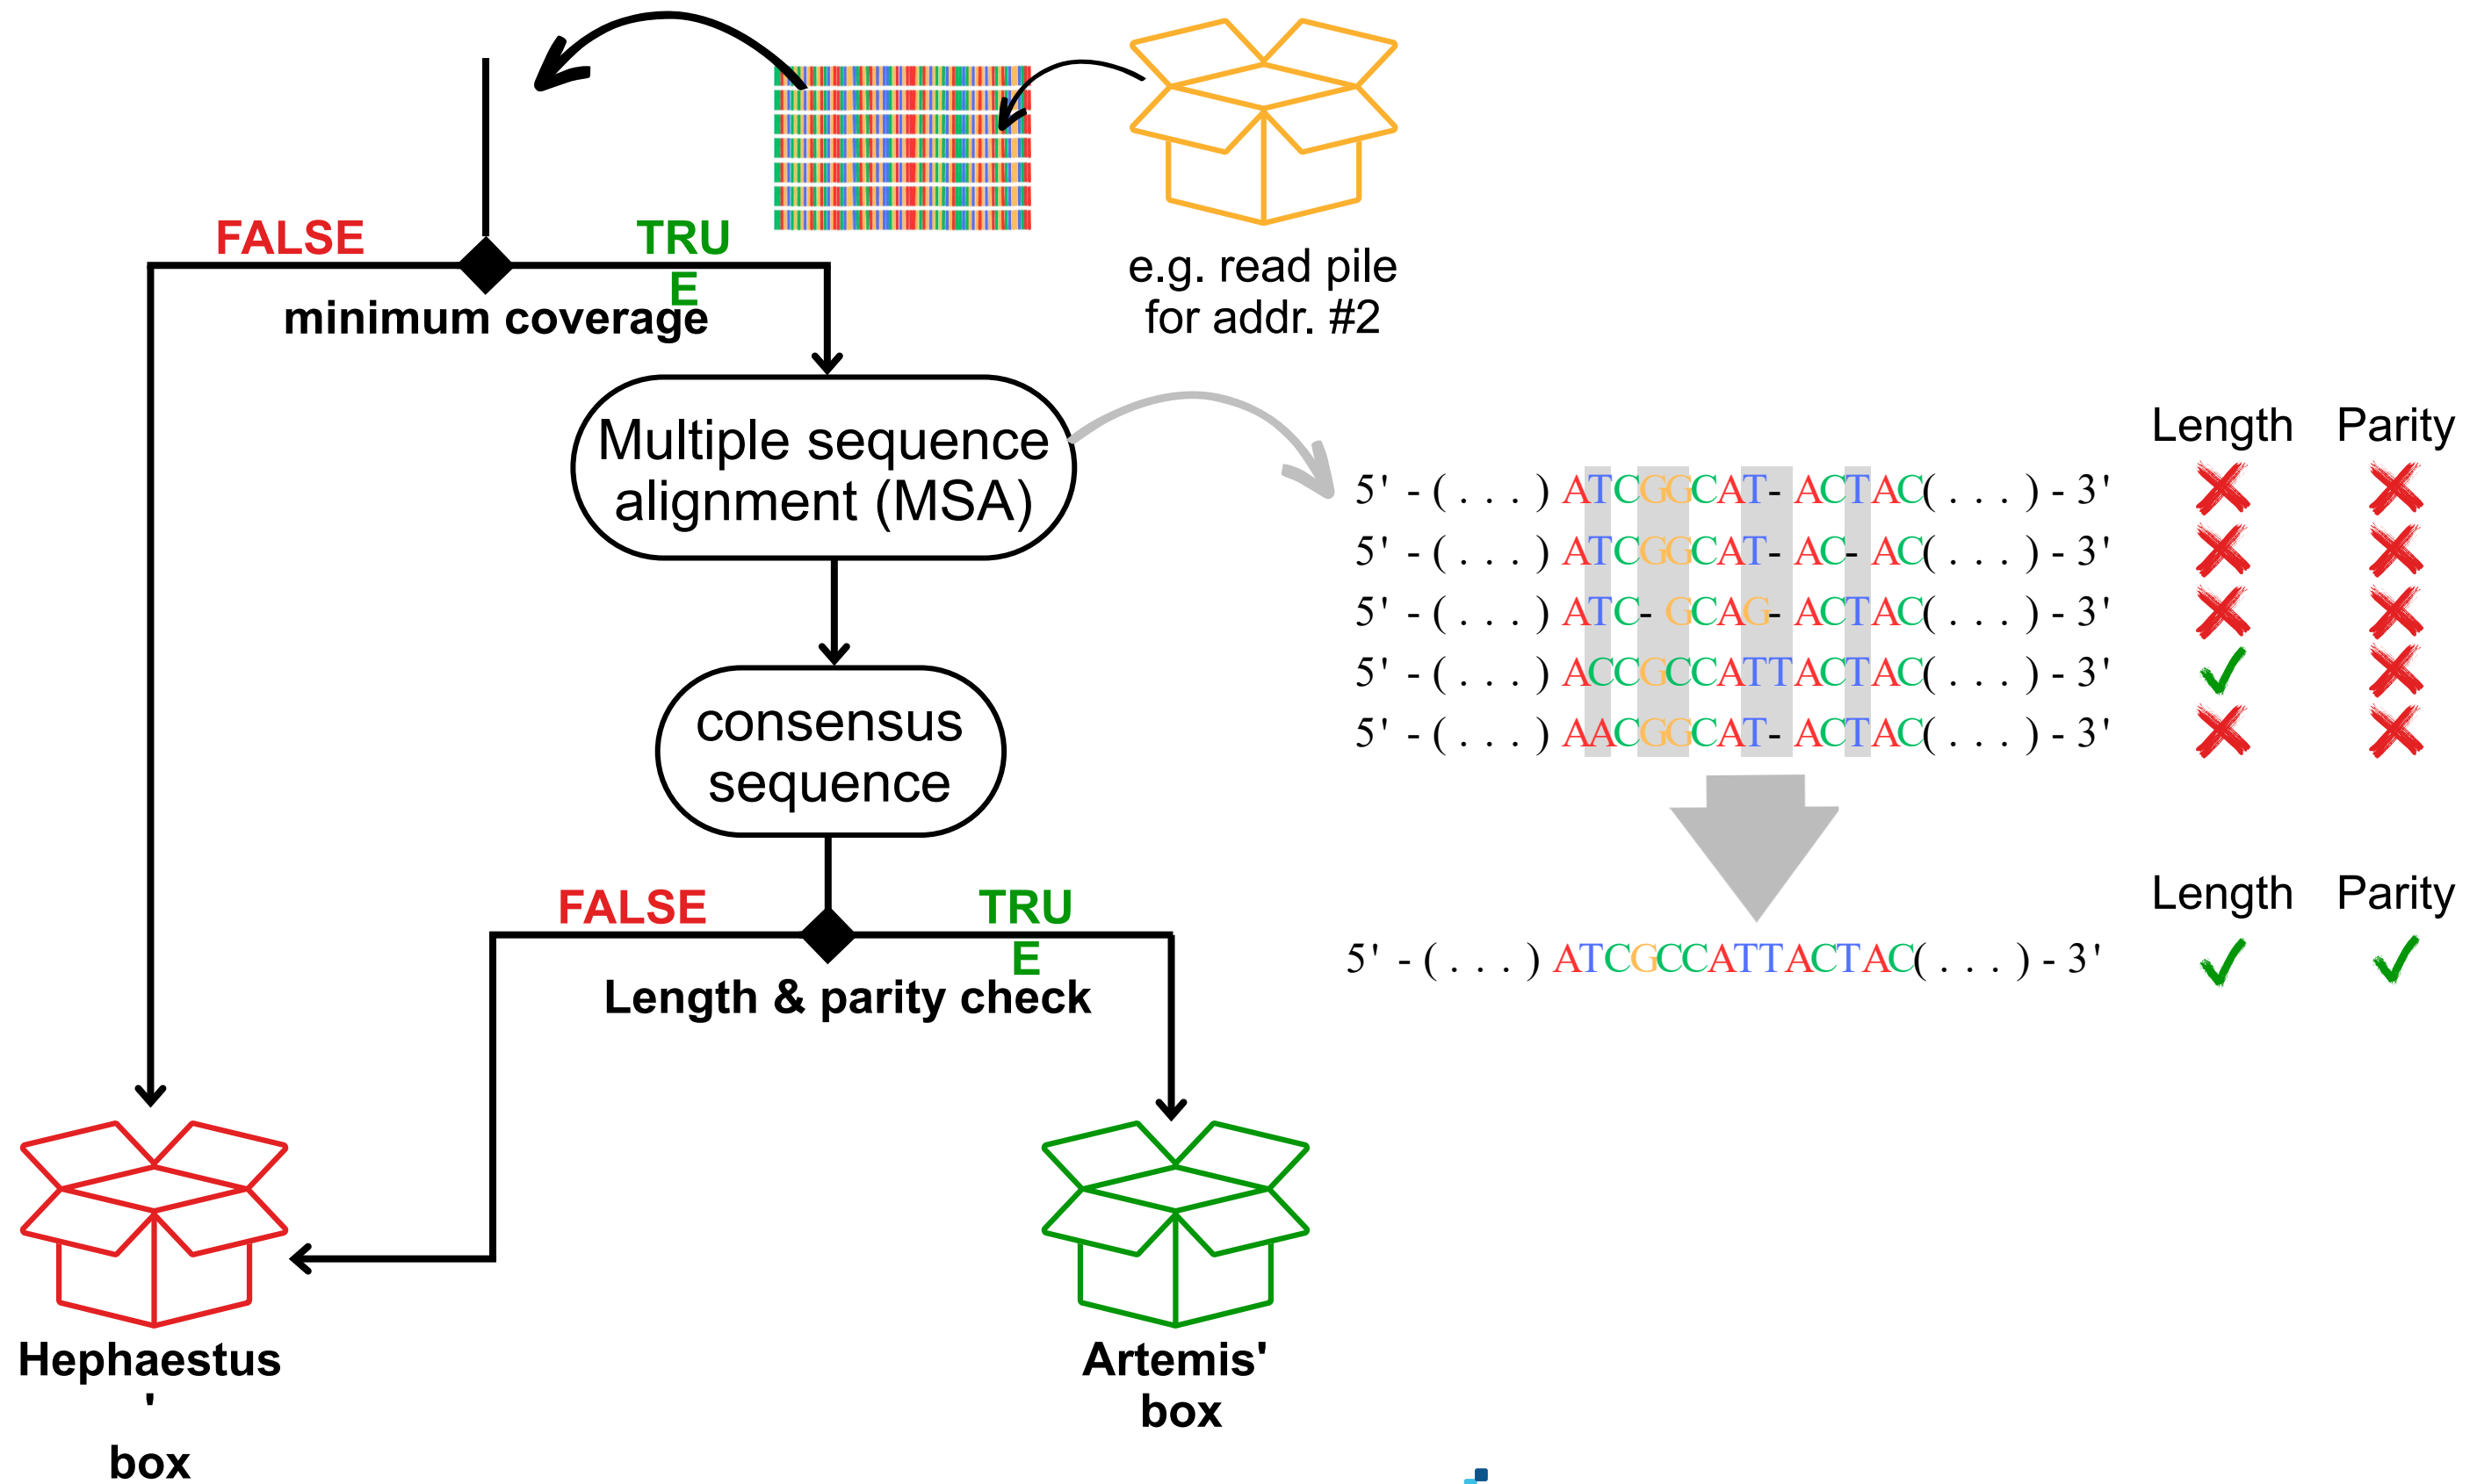 FALSE
TRU
E
minimum coverage
e.g. read pile
for addr. #2
Multiple sequence
alignment (MSA)
Length Parity
5' - ( . . . ) ATCGGCAT- ACTAC( . . . ) - 3'
5' - ( . . . ) ATCGGCAT- AC- AC( . . . ) - 3'
5' - ( . . . ) ATC- GCAG- ACTAC( . . . ) - 3'
5' - ( . . . ) ACCGCCATTACTAC( . . . ) - 3'
5' - ( . . . ) AACGGCAT- ACTAC( . . . ) - 3'
consensus
sequence
FALSE
TRU
E
Length & parity check
Length Parity
5' - ( . . . ) ATCGCCATTACTAC( . . . ) - 3'
Hephaestus
'
box
Artemis'
box